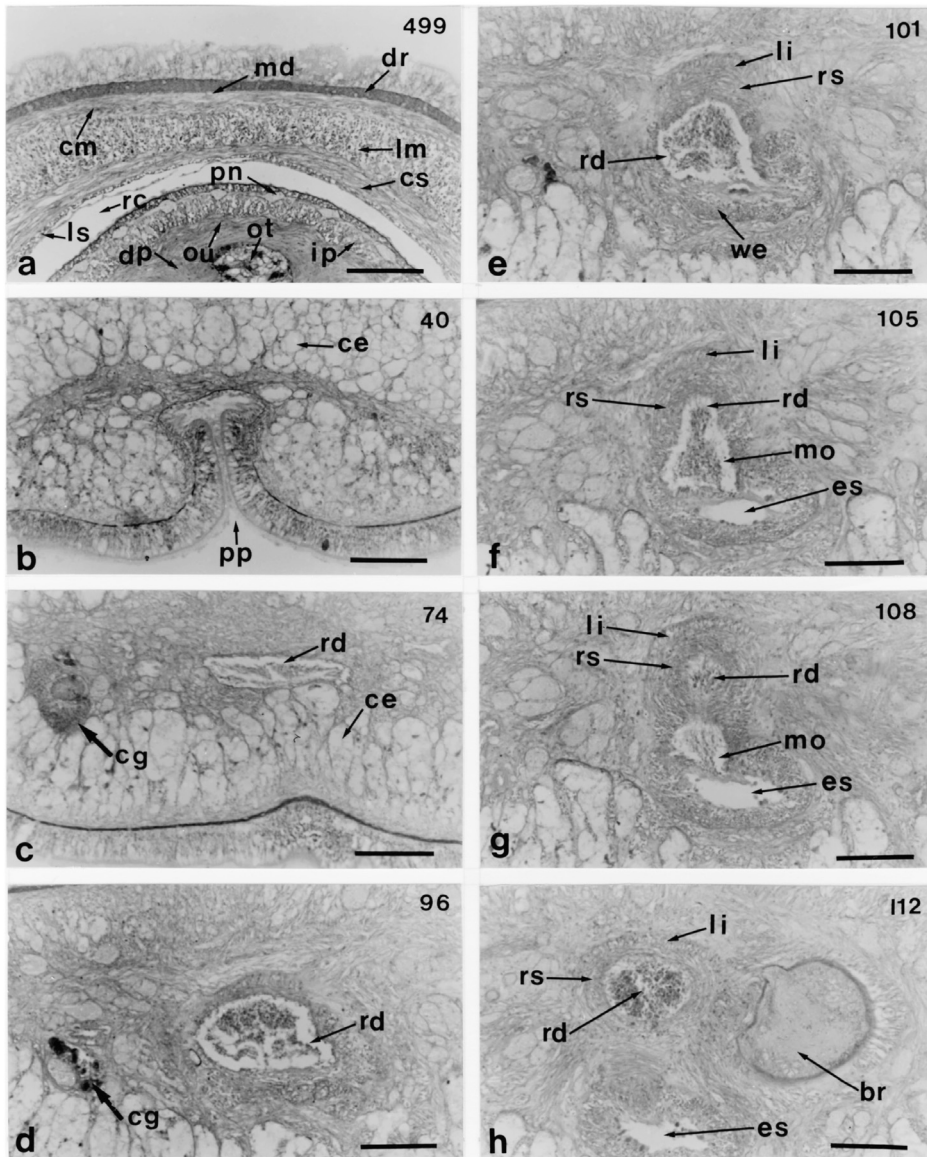 499
md
dr
cm
lm
cs
pn
rc
ls
ou
ot
dp
ip
a
40
ce
pp
b
74
rd
ce
cg
c
96
rd
cg
d
101
li
rs
rd
we
e
105
li
rs
rd
mo
es
f
108
li
rs
rd
mo
es
g
112
li
rs
rd
br
es
h